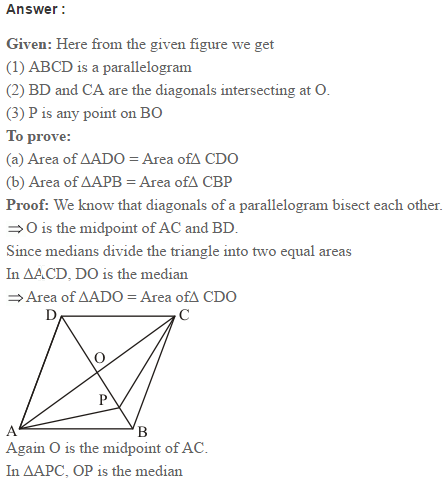 Answer :
Given: Here from the given figure we get
(1) ABCD is a parallelogram
(2) BD and CA are the diagonals intersecting at O.
(3) P is any point on BO
To prove:
(a) Area of ΔADO = Area ofΔ CDO
(b) Area of ΔAPB = Area ofΔ CBP
Proof: We know that diagonals of a parallelogram bisect each other.
⇒ O is the midpoint of AC and BD.
Since medians divide the triangle into two equal areas
In ΔACD, DO is the median
⇒ Area of ΔADO = Area ofΔ CDO
D C
O
P
A B
Again O is the midpoint of AC.
In ΔAPC, OP is the median